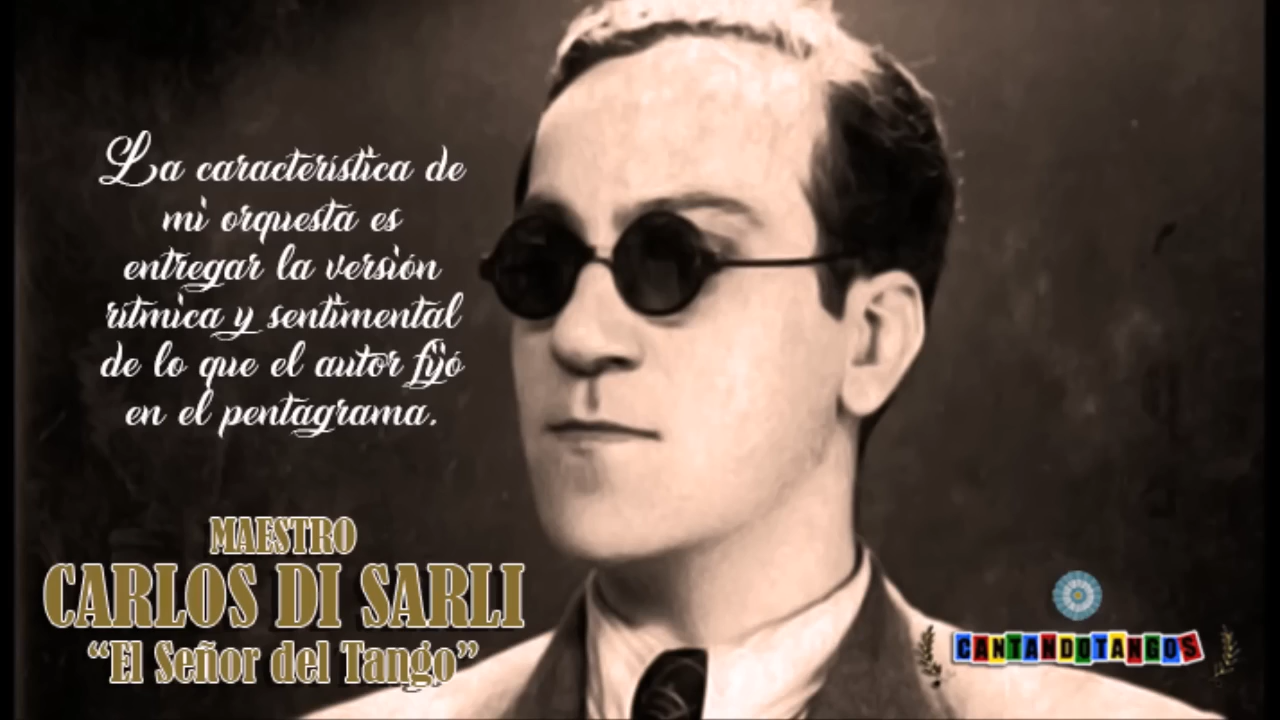 La característica de
mi orquesta es
entregar la versión
rítmica y sentimental
de lo que el autor fijó
en el pentagrama.
MAESTRO
CARLOS DI SARLI
“El Señor del Tango”
CANTANDOTANGOS